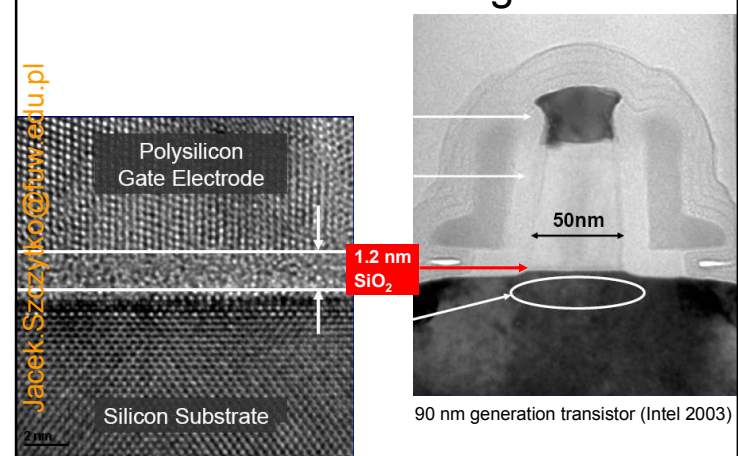 Jacek.Szczytko@fuw.edu.pl
Polysilicon
Gate Electrode
50nm
1.2 nm
SiO2
Silicon Substrate
2 nm
90 nm generation transistor (Intel 2003)